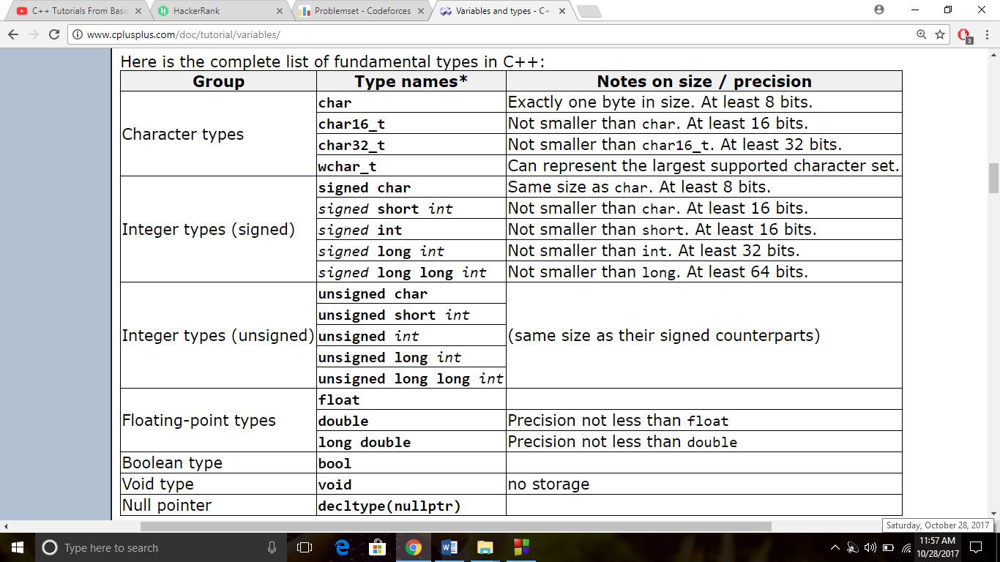 C++ Tutorials From Basic
HackerRank
Problemset - Codeforces
Variables and types - C+
www.cplusplus.com/doc/tutorial/variables/
3
Here is the complete list of fundamental types in C++:
Group Type names* Notes on size / precision
Character types
char Exactly one byte in size. At least 8 bits.
char16_t Not smaller than char. At least 16 bits.
char32_t Not smaller than char16_t. At least 32 bits.
wchar_t Can represent the largest supported character set.
Integer types (signed)
signed char Same size as char. At least 8 bits.
signed short int Not smaller than char. At least 16 bits.
signed int Not smaller than short. At least 16 bits.
signed long int Not smaller than int. At least 32 bits.
signed long long int Not smaller than long. At least 64 bits.
Integer types (unsigned)
unsigned char
unsigned short int
unsigned int
unsigned long int
unsigned long long int
(same size as their signed counterparts)
Floating-point types
float
double Precision not less than float
long double Precision not less than double
Boolean type bool
Void type void no storage
Null pointer decltype(nullptr)
Saturday, October 28, 2017
Type here to search
11:57 AM
10/28/2017